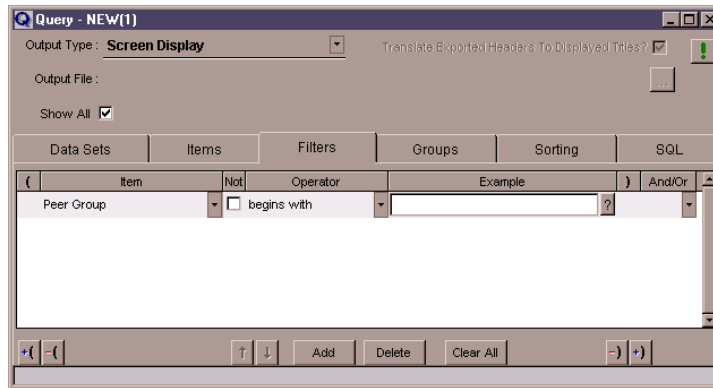 Query - NEW(1)
Output Type : Screen Display Translate Exported Headers To Displayed Titles?
!
Output File :
...
Show All
Data Sets Items Filters Groups Sorting SQL
( Item Not Operator Example ) And/Or
Peer Group begins with ?
+( -( ↑ ↓ Add Delete Clear All -) +)